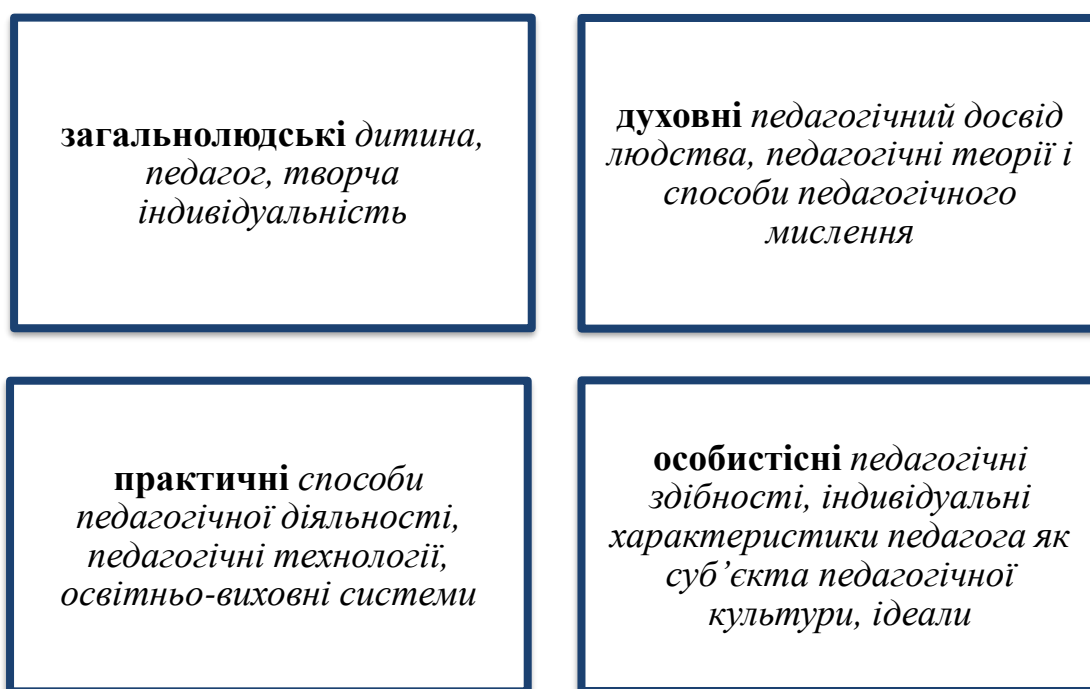 загальнолюдські дитина,
педагог, творча
індивідуальність
духовні педагогічний досвід
людства, педагогічні теорії і
способи педагогічного
мислення
практичні способи
педагогічної діяльності,
педагогічні технології,
освітньо-виховні системи
особистісні педагогічні
здібності, індивідуальні
характеристики педагога як
суб’єкта педагогічної
культури, ідеали